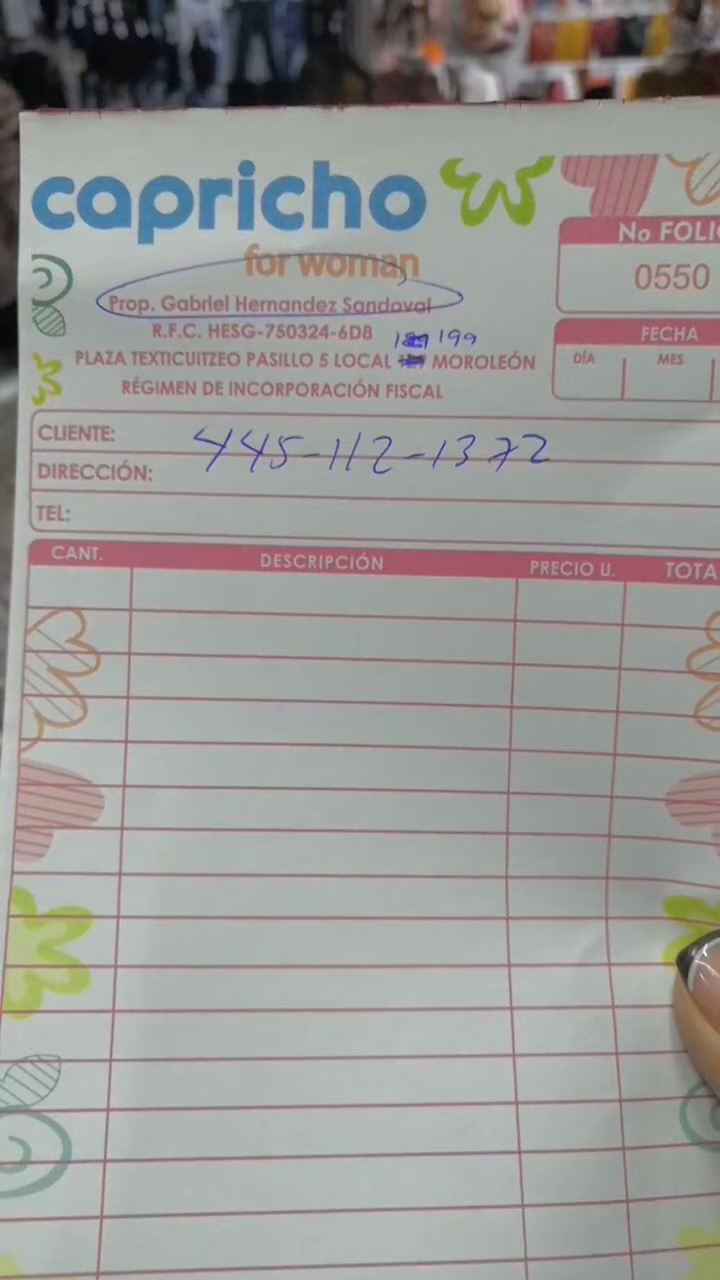 capricho
for woman
Prop. Gabriel Hernandez Sandoval
R.F.C. HESG-750324-6D8
199
PLAZA TEXTICUITZEO PASILLO 5 LOCAL MOROLEÓN
RÉGIMEN DE INCORPORACIÓN FISCAL
No FOLIO
0550
FECHA
DÍA MES
CLIENTE:
445-112-1372
DIRECCIÓN:
TEL:
CANT. DESCRIPCIÓN PRECIO U. TOTA